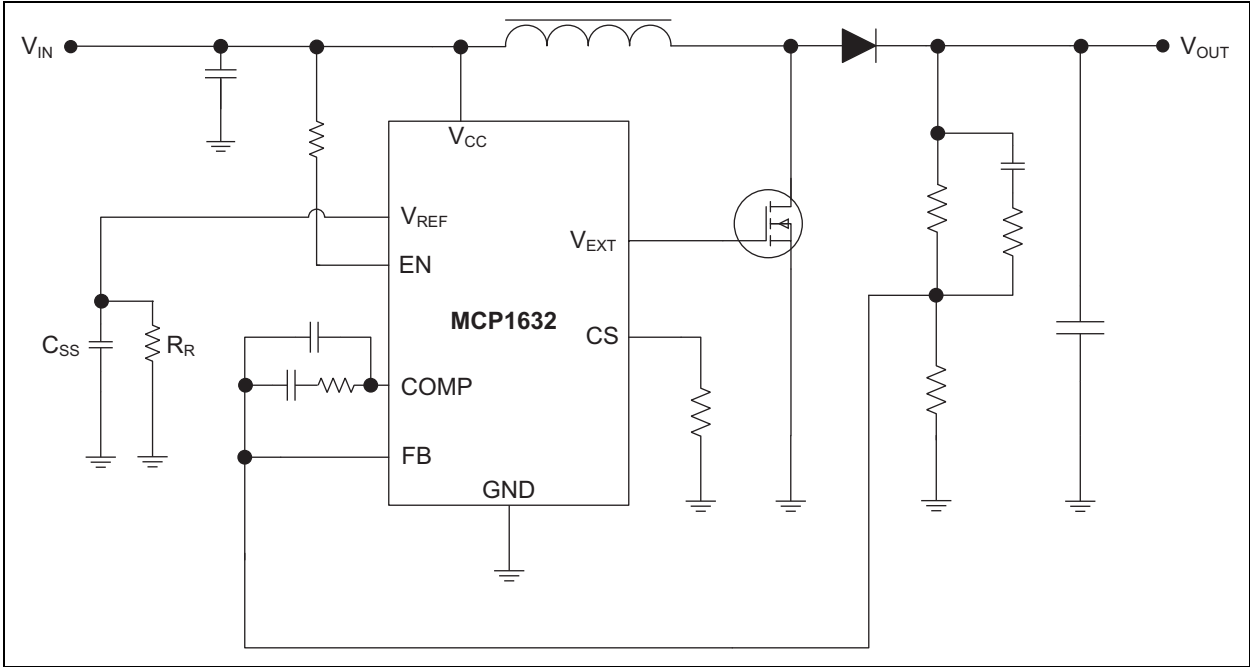 V_IN
V_OUT
V_CC
V_REF
V_EXT
EN
MCP1632
CS
C_SS
R_R
COMP
FB
GND